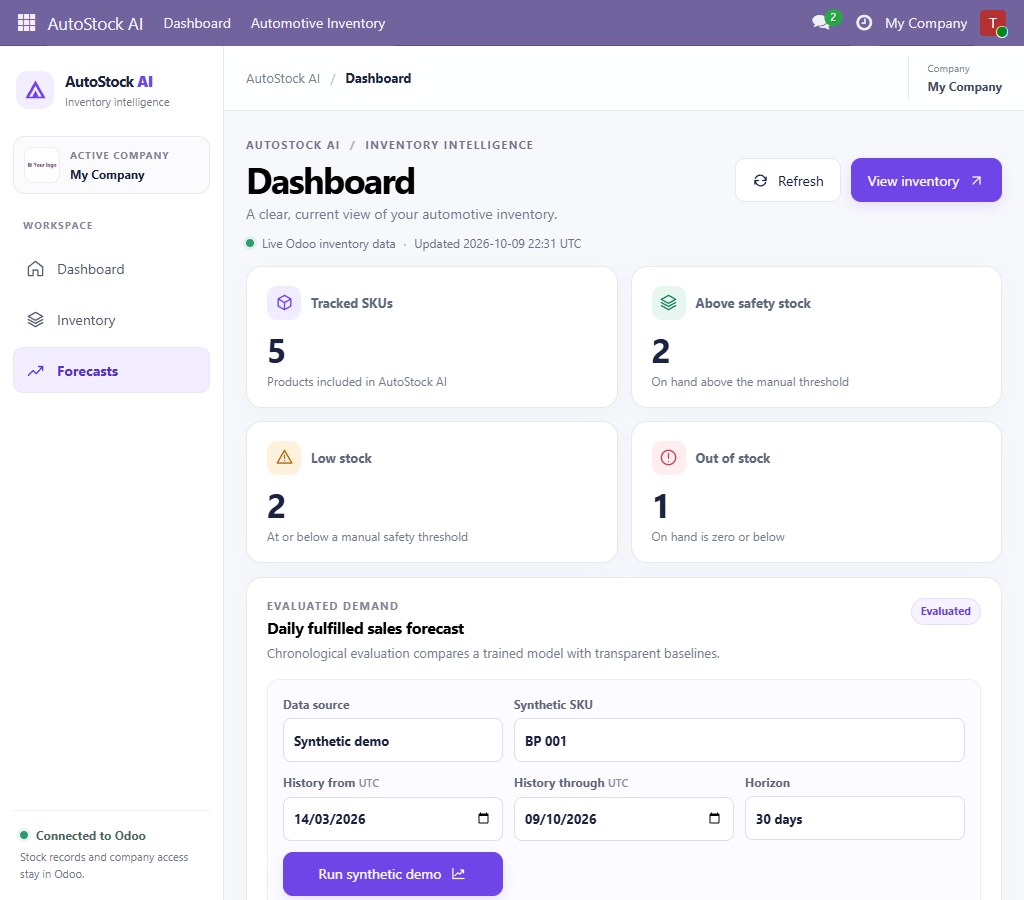 AutoStock AI Dashboard Automotive Inventory 2 My Company T
AutoStock AI
Inventory intelligence
Your logo
ACTIVE COMPANY
My Company
WORKSPACE
Dashboard
Inventory
Forecasts
Connected to Odoo
Stock records and company access
stay in Odoo.
AutoStock AI / Dashboard
Company
My Company
AUTOSTOCK AI / INVENTORY INTELLIGENCE
Dashboard
A clear, current view of your automotive inventory.
Live Odoo inventory data · Updated 2026-10-09 22:31 UTC
Refresh
View inventory
Tracked SKUs
5
Products included in AutoStock AI
Above safety stock
2
On hand above the manual threshold
Low stock
2
At or below a manual safety threshold
Out of stock
1
On hand is zero or below
EVALUATED DEMAND
Daily fulfilled sales forecast
Chronological evaluation compares a trained model with transparent baselines.
Evaluated
Data source
Synthetic demo
Synthetic SKU
BP 001
History from UTC
14/03/2026
History through UTC
09/10/2026
Horizon
30 days
Run synthetic demo